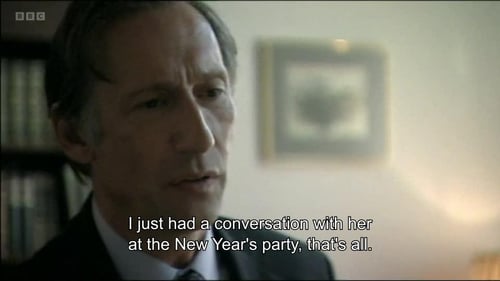 BBC
I just had a conversation with her
at the New Year's party, that's all.